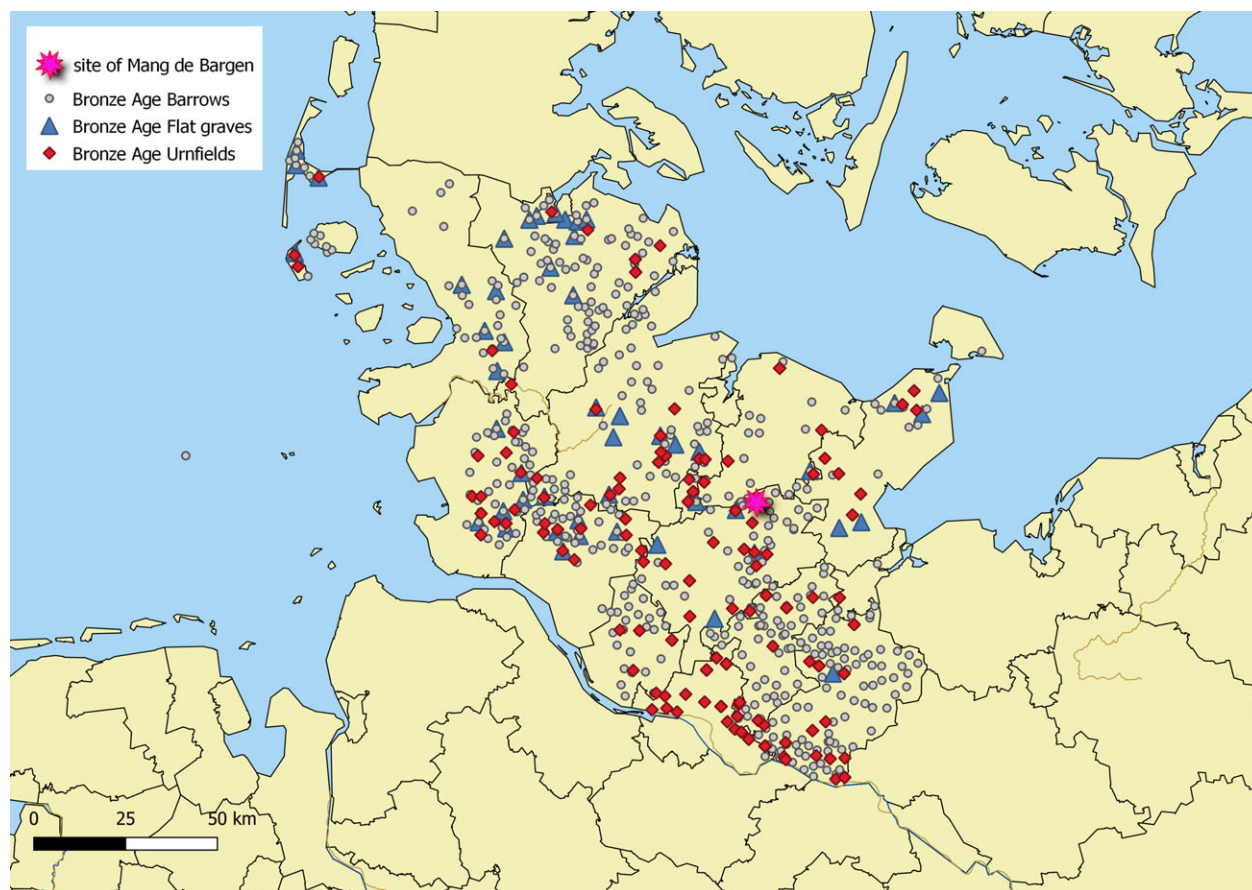 site of Mang de Bargen
Bronze Age Barrows
Bronze Age Flat graves
Bronze Age Urnfields
0 25 50 km